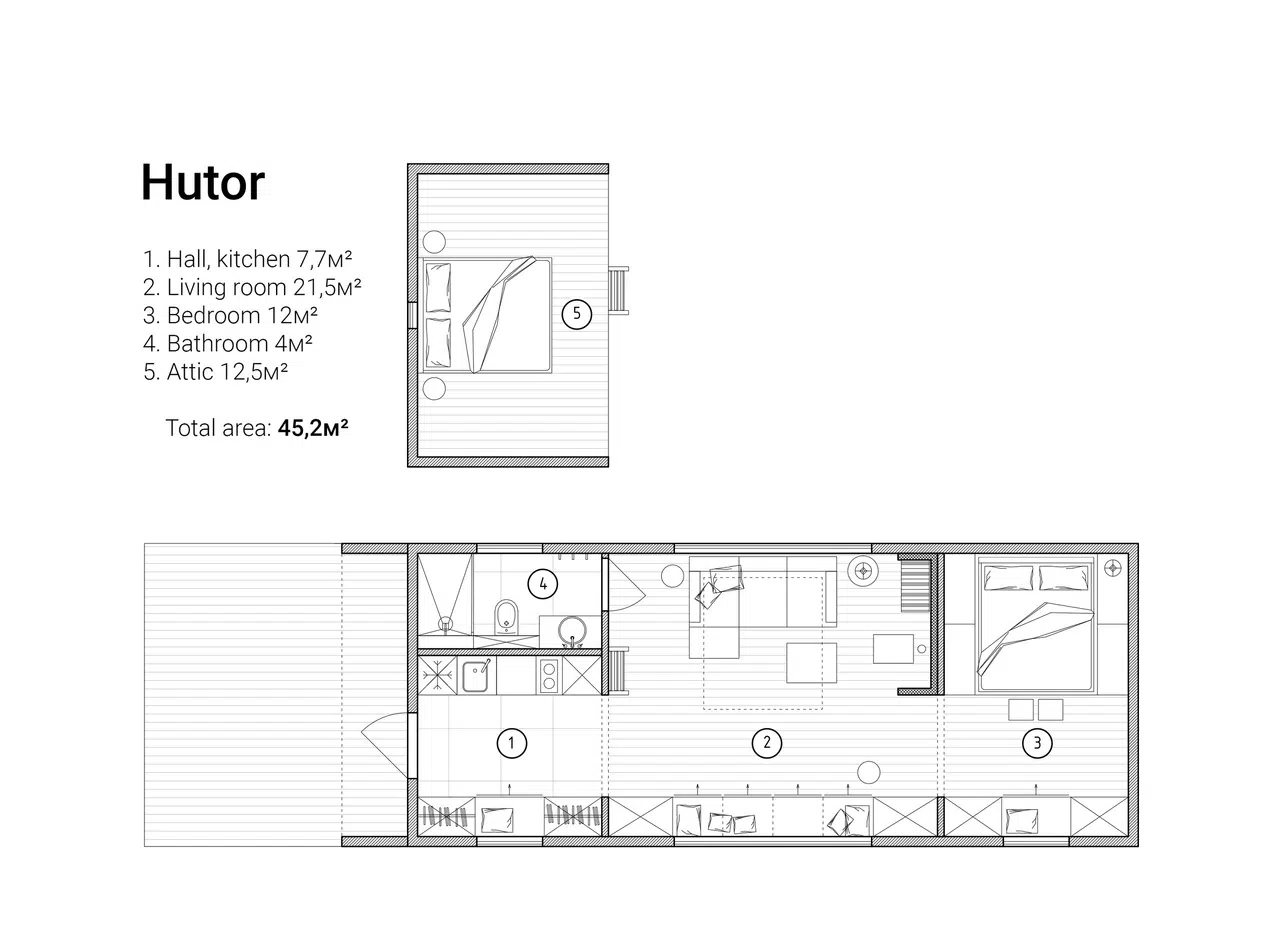 Hutor
1. Hall, kitchen 7,7м²
2. Living room 21,5м²
3. Bedroom 12м²
4. Bathroom 4м²
5. Attic 12,5м²
Total area: 45,2м²
5
4
1
2
3